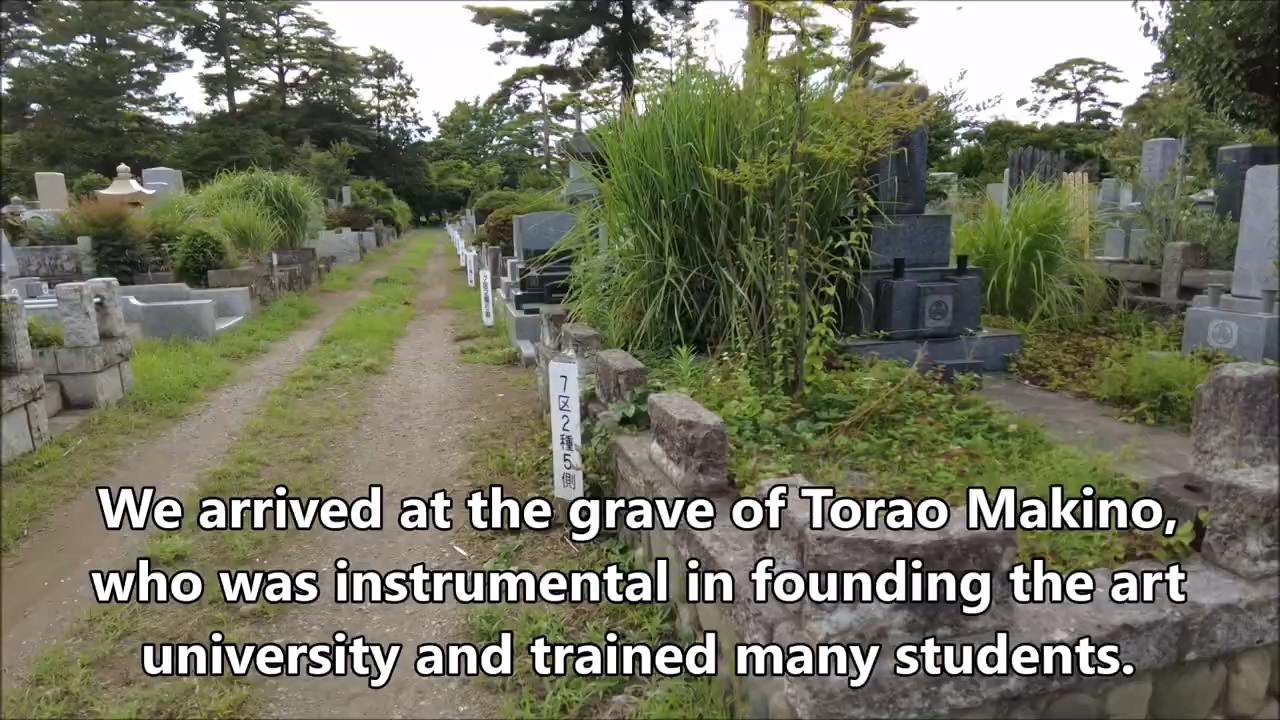 7区2種5側
We arrived at the grave of Torao Makino,
who was instrumental in founding the art
university and trained many students.